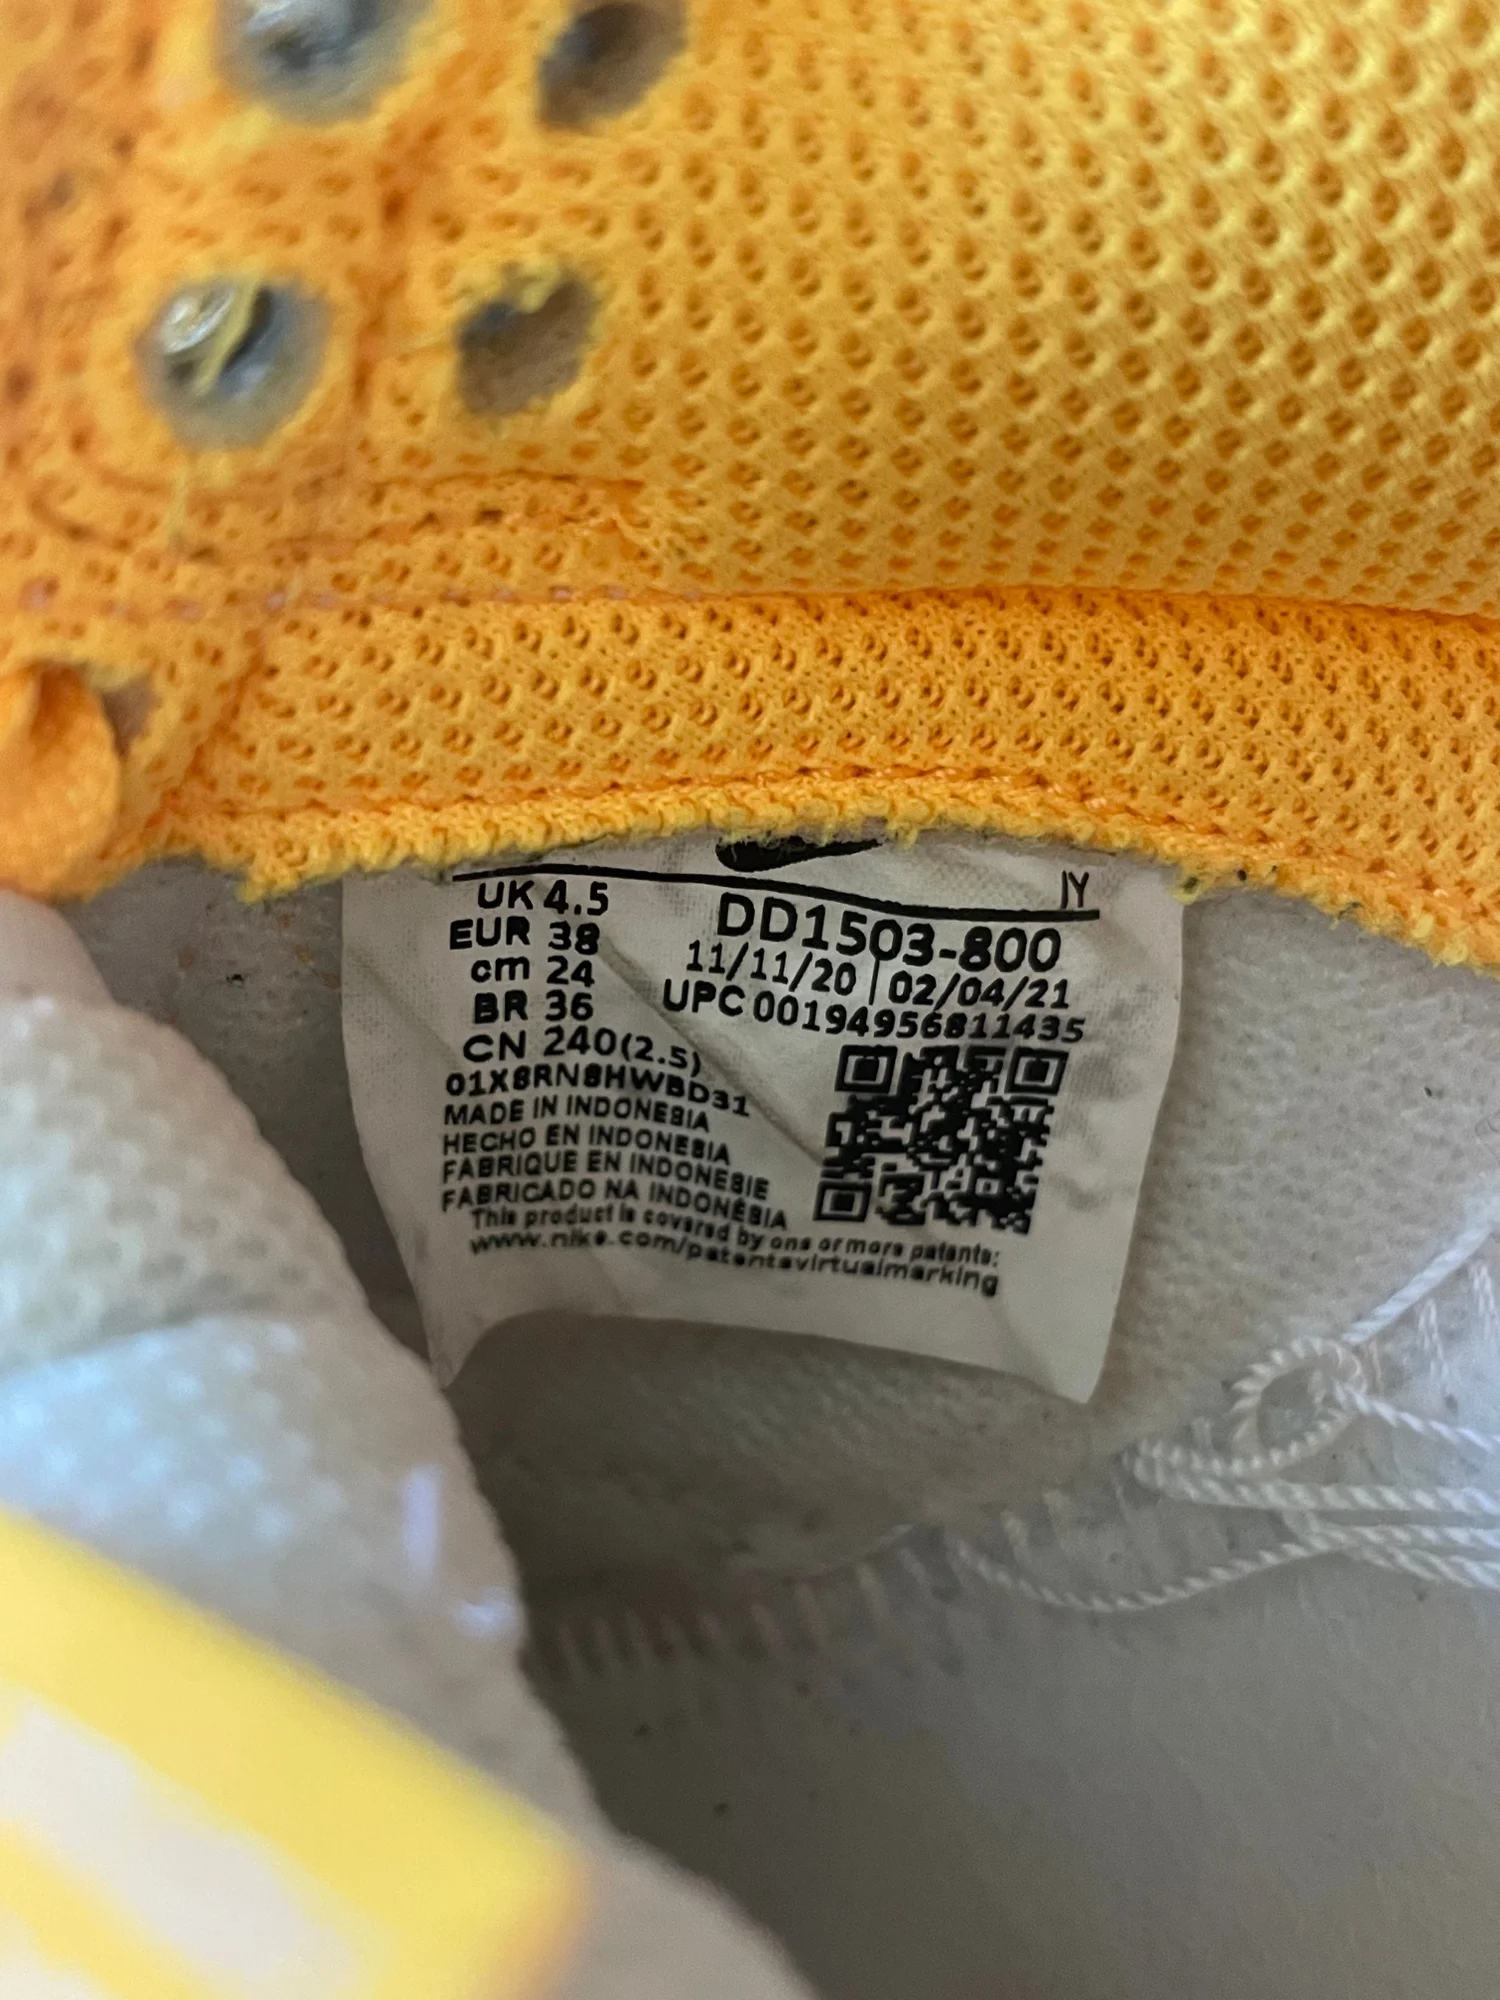 JY
UK 4.5
EUR 38
cm 24
BR 36
CN 240(2.5)
DD1503-800
11/11/20 | 02/04/21
UPC 00194956811435
01X8RN8HWBD31
MADE IN INDONESIA
HECHO EN INDONESIA
FABRIQUE EN INDONESIE
FABRICADO NA INDONÉSIA
This product is covered by one or more patents:
www.nike.com/patentsvirtualmarking